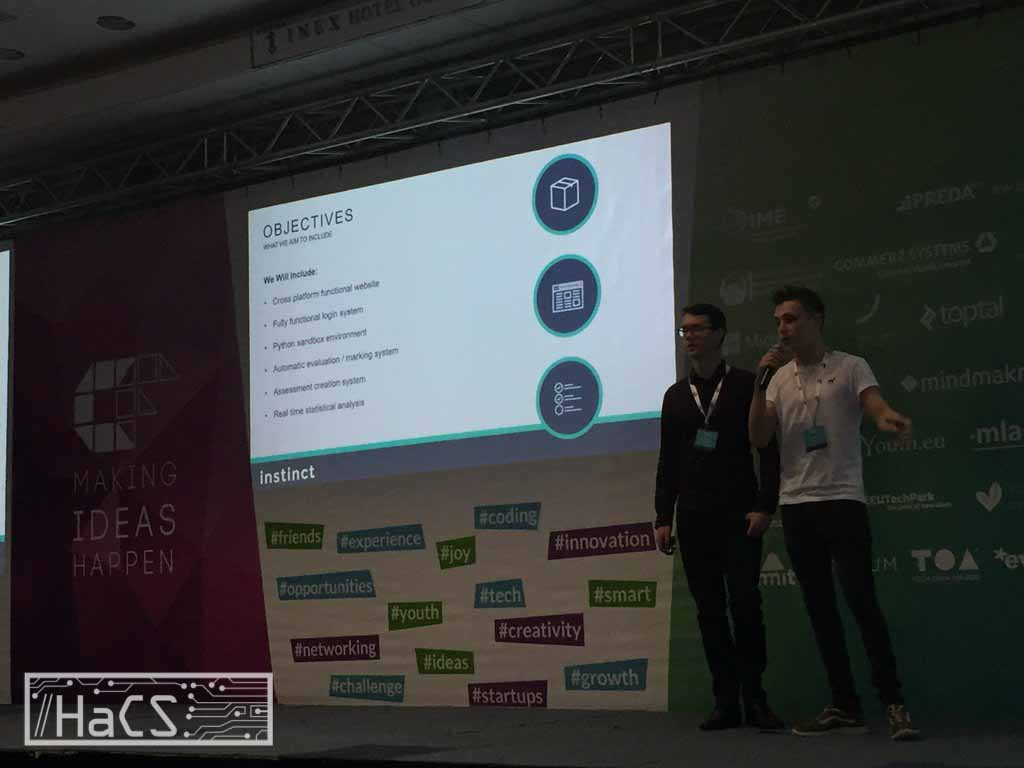 INEX HOTEL
OBJECTIVES
WHAT WE AIM TO INCLUDE
We Will Include:
• Cross platform functional website
• Fully functional login system
• Python sandbox environment
• Automatic evaluation / marking system
• Assessment creation system
• Real time statistical analysis
instinct
MAKING
IDEAS
HAPPEN
#friends
#experience
#coding
#joy
#innovation
#opportunities
#tech
#smart
#youth
#networking
#creativity
#ideas
#challenge
#growth
#startups
PREDA
COMMERZ SYSTEMS
toptal
mindmak
Youth.eu
mla
EUTechPark
TOA
/HaCS